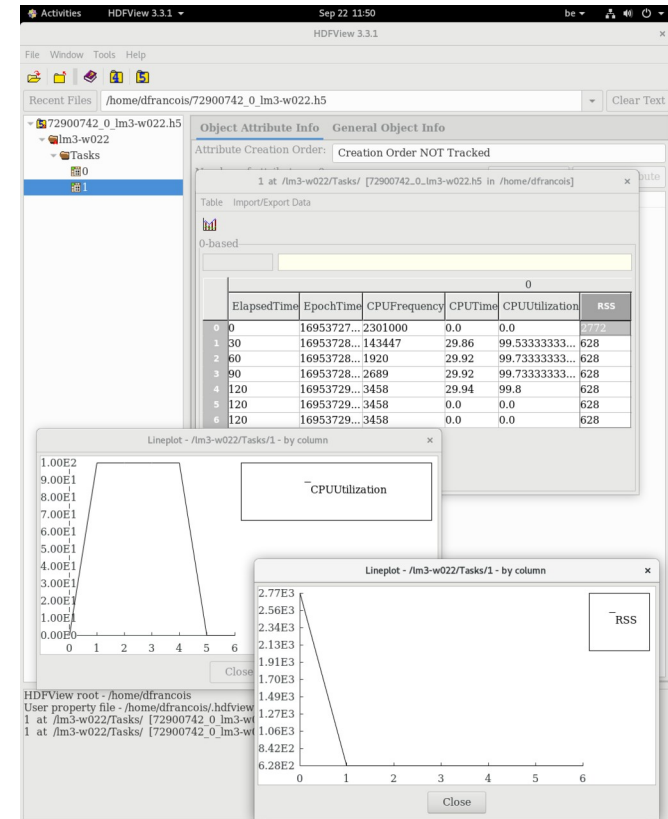 Activities HDFView 3.3.1 Sep 22 11:50 be
HDFView 3.3.1 ×
File Window Tools Help
Recent Files /home/dfrancois/72900742_0_lm3-w022.h5 Clear Text
72900742_0_lm3-w022.h5
lm3-w022
Tasks
0
1
Object Attribute Info General Object Info
Attribute Creation Order: Creation Order NOT Tracked
1 at /lm3-w022/Tasks/ [72900742_0_lm3-w022.h5 in /home/dfrancois] ×
Table Import/Export Data
0-based
0
ElapsedTime EpochTime CPUFrequency CPUTime CPUUtilization RSS
0 0 16953727... 2301000 0.0 0.0 2772
1 30 16953728... 143447 29.86 99.53333333... 628
2 60 16953728... 1920 29.92 99.73333333... 628
3 90 16953728... 2689 29.92 99.73333333... 628
4 120 16953729... 3458 29.94 99.8 628
5 120 16953729... 3458 0.0 0.0 628
6 120 16953729... 3458 0.0 0.0 628
Lineplot - /lm3-w022/Tasks/1 - by column ×
1.00E2
9.00E1
8.00E1
7.00E1
6.00E1
5.00E1
4.00E1
3.00E1
2.00E1
1.00E1
0.00E0
0 1 2 3 4 5 6
CPUUtilization
Close
Lineplot - /lm3-w022/Tasks/1 - by column ×
2.77E3
2.56E3
2.34E3
2.13E3
1.91E3
1.70E3
1.49E3
1.27E3
1.06E3
8.42E2
6.28E2
0 1 2 3 4 5 6
RSS
Close
HDFView root - /home/dfrancois
User property file - /home/dfrancois/.hdfview
1 at /lm3-w022/Tasks/ [72900742_0_lm3-w0
1 at /lm3-w022/Tasks/ [72900742_0_lm3-w0